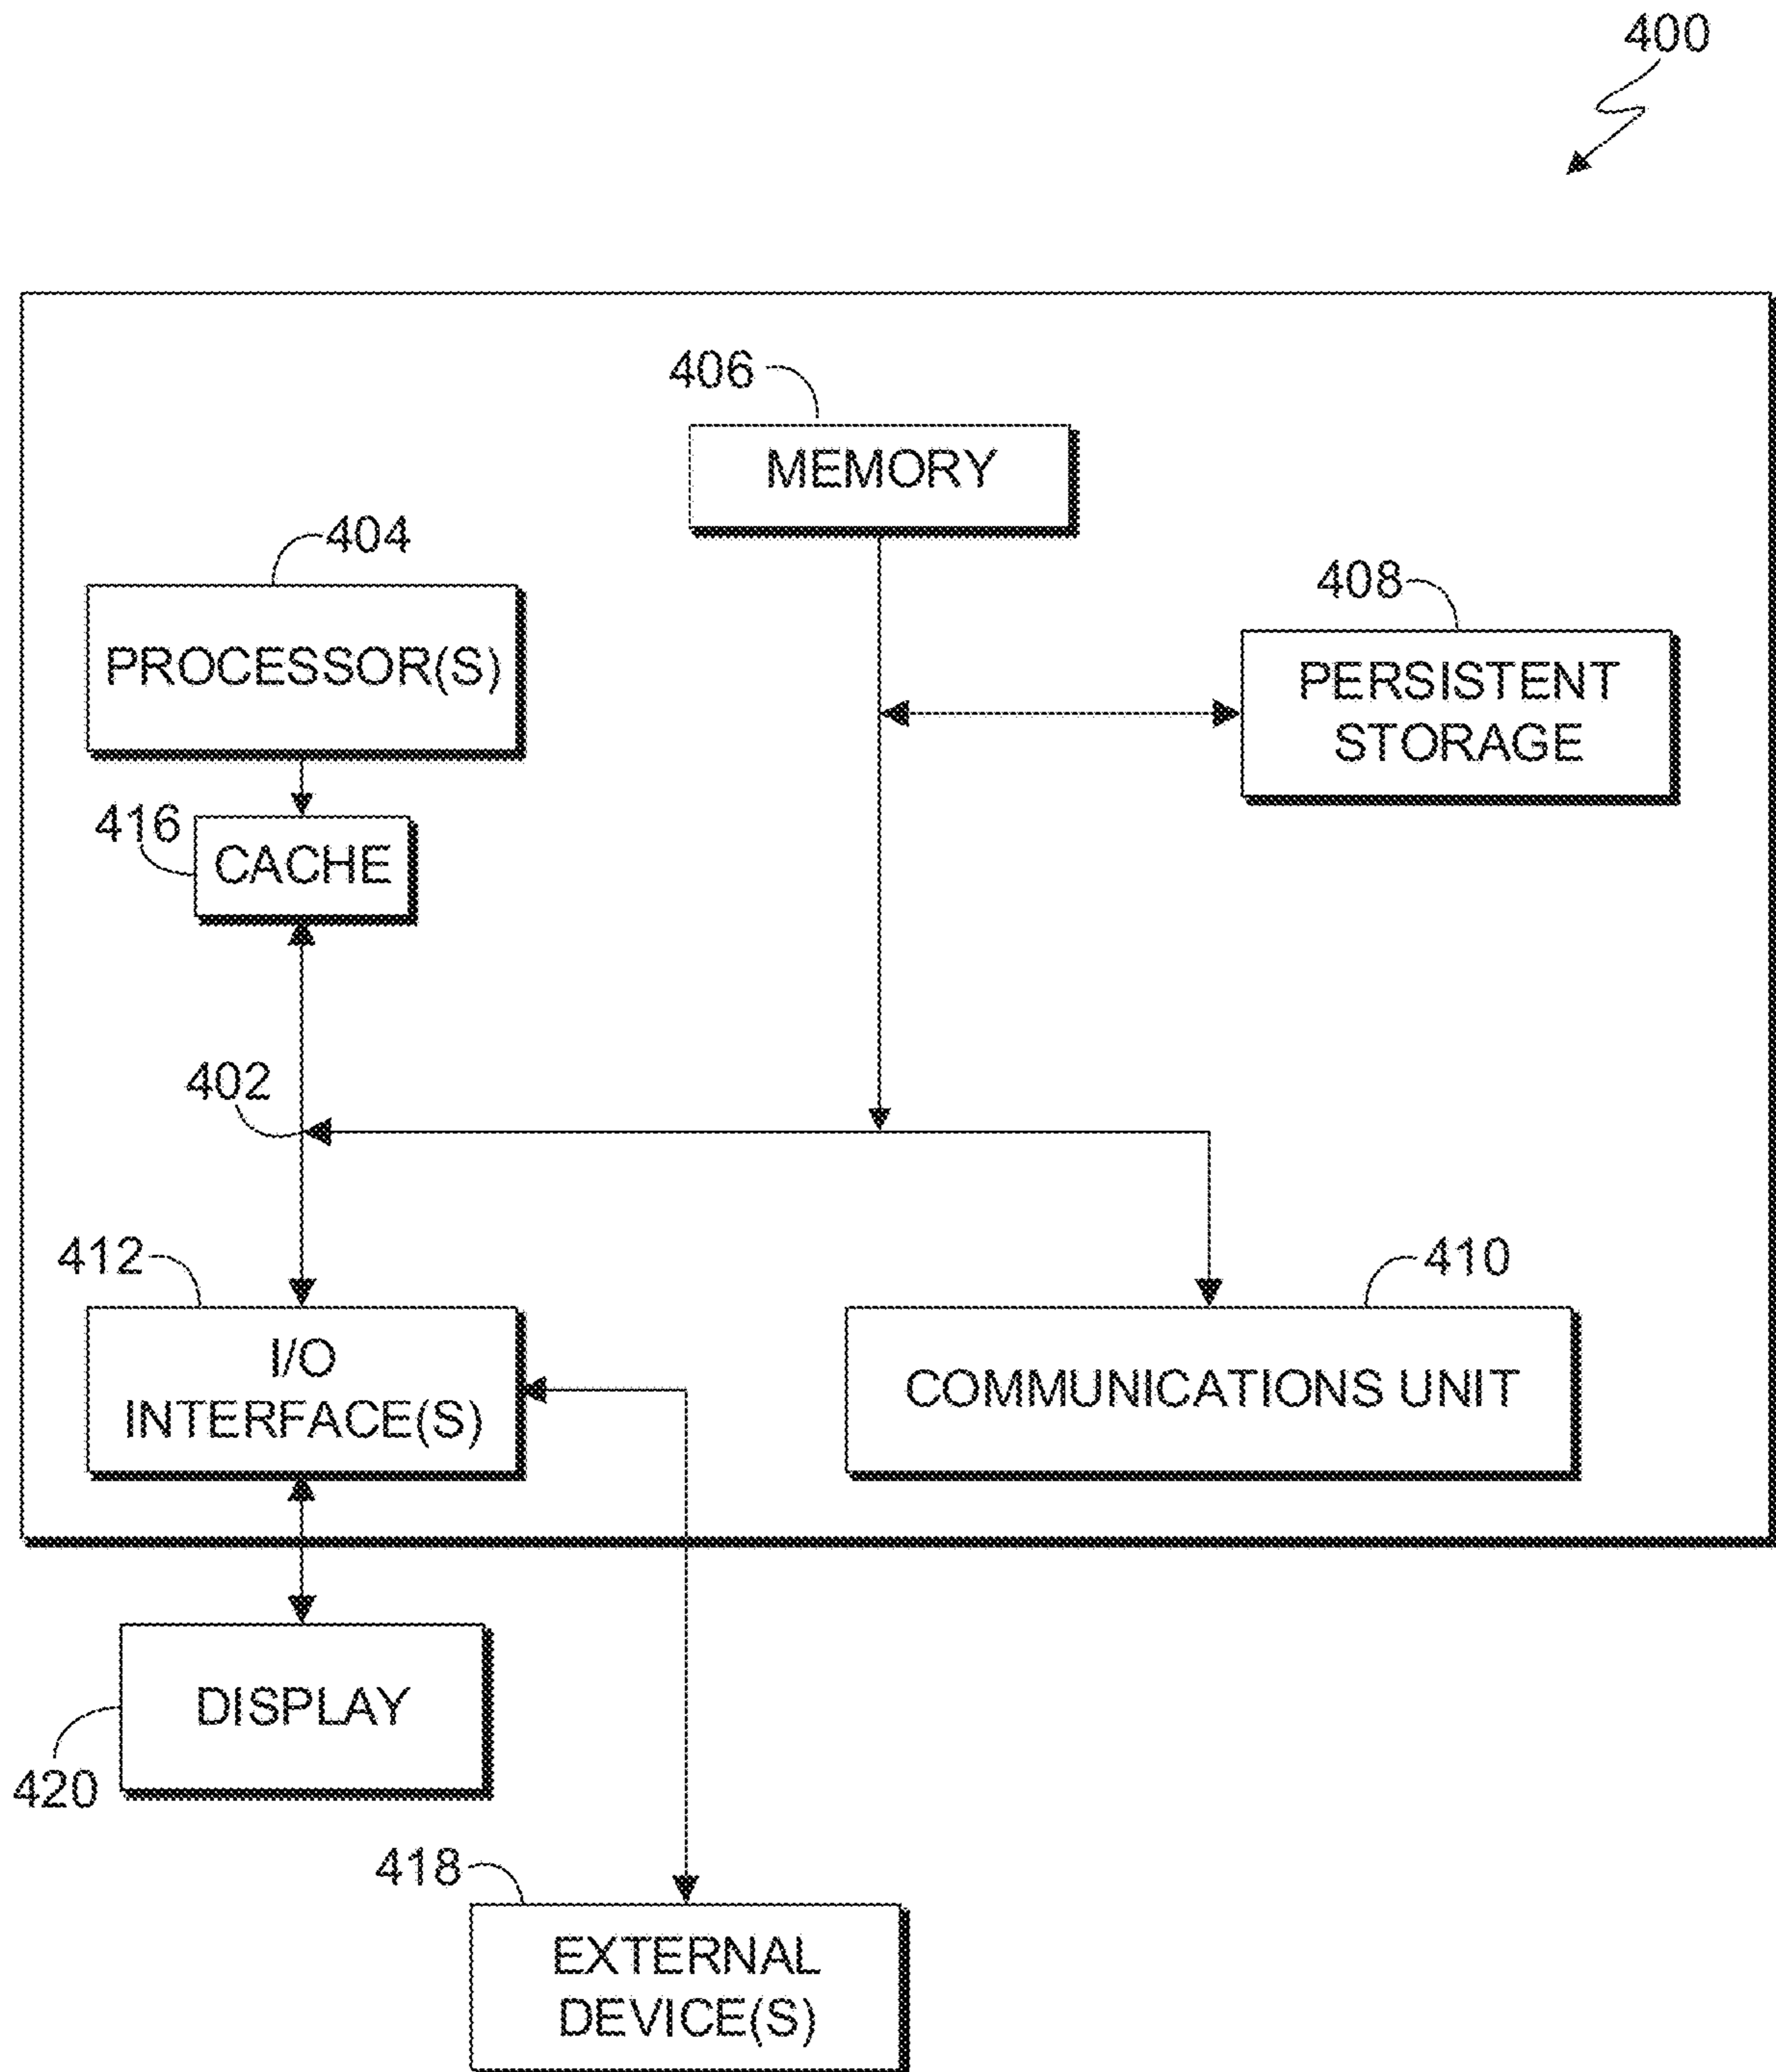 400
406
MEMORY
404
PROCESSOR(S)
408
PERSISTENT
STORAGE
416
CACHE
402
412
I/O
INTERFACE(S)
410
COMMUNICATIONS UNIT
DISPLAY
420
418
EXTERNAL
DEVICE(S)